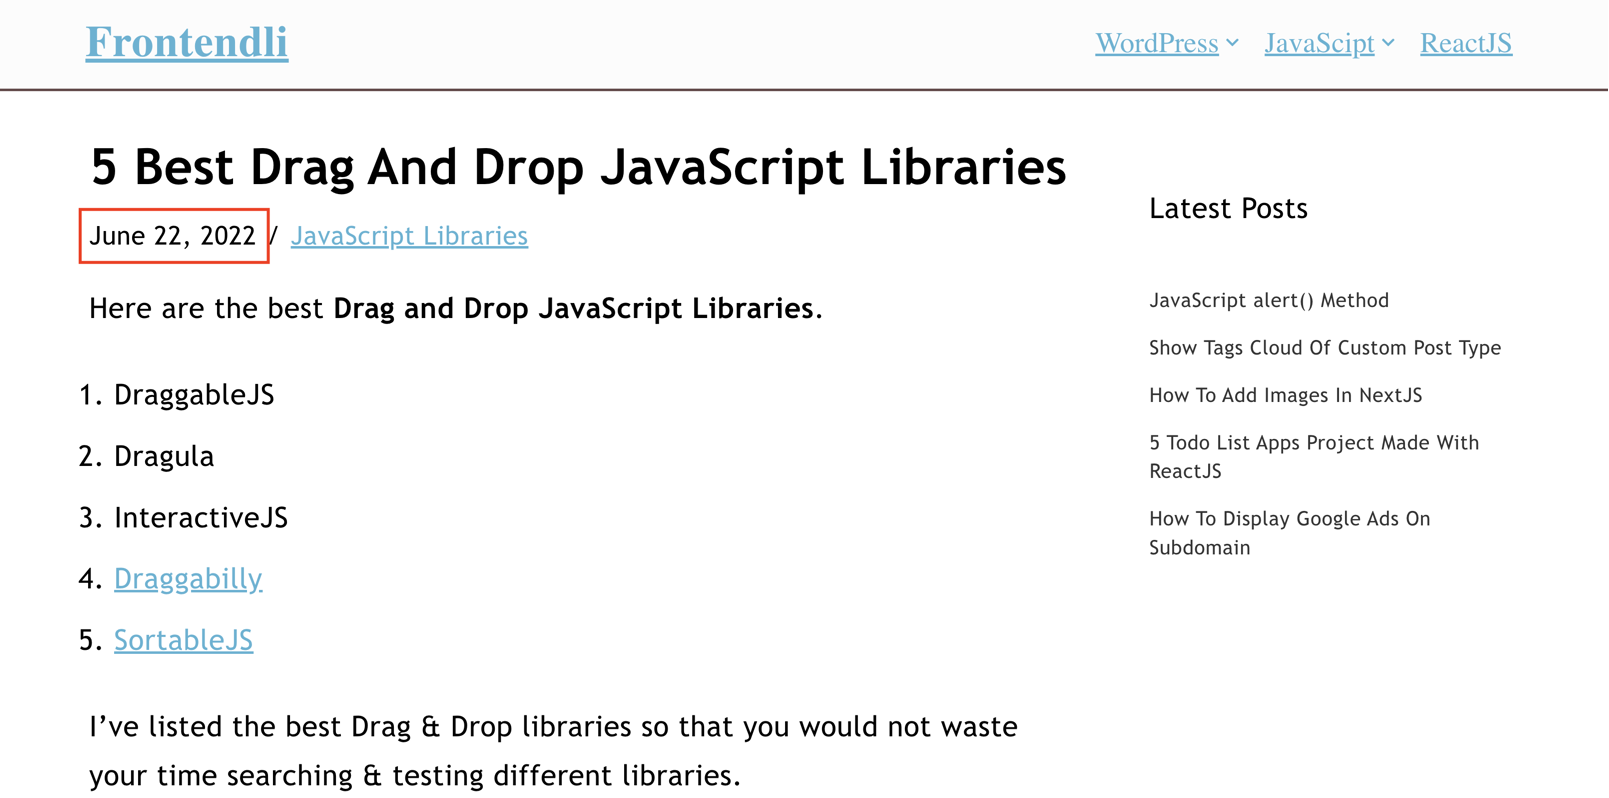 Frontendli
WordPress JavaScipt ReactJS
5 Best Drag And Drop JavaScript Libraries
June 22, 2022 / JavaScript Libraries
Here are the best Drag and Drop JavaScript Libraries.
1. DraggableJS
2. Dragula
3. InteractiveJS
4. Draggabilly
5. SortableJS
I’ve listed the best Drag & Drop libraries so that you would not waste
your time searching & testing different libraries.
Latest Posts
JavaScript alert() Method
Show Tags Cloud Of Custom Post Type
How To Add Images In NextJS
5 Todo List Apps Project Made With
ReactJS
How To Display Google Ads On
Subdomain